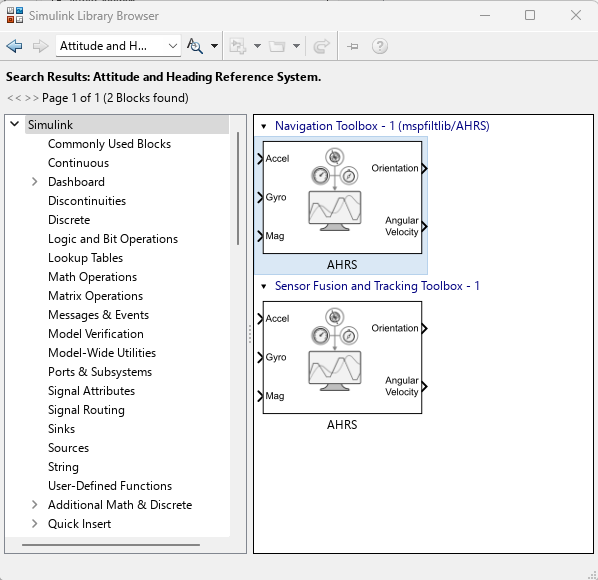 Simulink Library Browser
Attitude and H...
Search Results: Attitude and Heading Reference System.
<< >> Page 1 of 1 (2 Blocks found)
Simulink
Commonly Used Blocks
Continuous
Dashboard
Discontinuities
Discrete
Logic and Bit Operations
Lookup Tables
Math Operations
Matrix Operations
Messages & Events
Model Verification
Model-Wide Utilities
Ports & Subsystems
Signal Attributes
Signal Routing
Sinks
Sources
String
User-Defined Functions
Additional Math & Discrete
Quick Insert
Navigation Toolbox - 1 (mspfiltlib/AHRS)
Accel
Orientation
Gyro
Angular
Velocity
Mag
AHRS
Sensor Fusion and Tracking Toolbox - 1
Accel
Orientation
Gyro
Angular
Velocity
Mag
AHRS